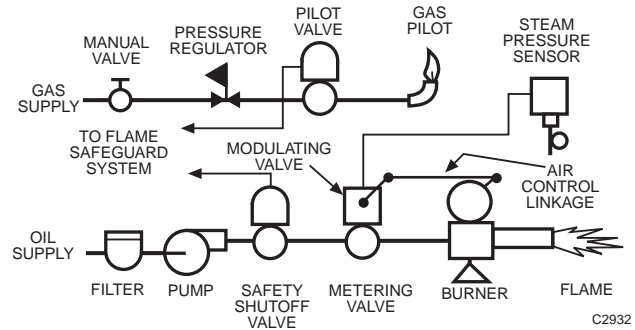 MANUAL
VALVE
PRESSURE
REGULATOR
PILOT
VALVE
GAS
PILOT
STEAM
PRESSURE
SENSOR
GAS
SUPPLY
TO FLAME
SAFEGUARD
SYSTEM
MODULATING
VALVE
AIR
CONTROL
LINKAGE
OIL
SUPPLY
FILTER
PUMP
SAFETY
SHUTOFF
VALVE
METERING
VALVE
BURNER
FLAME
C2932